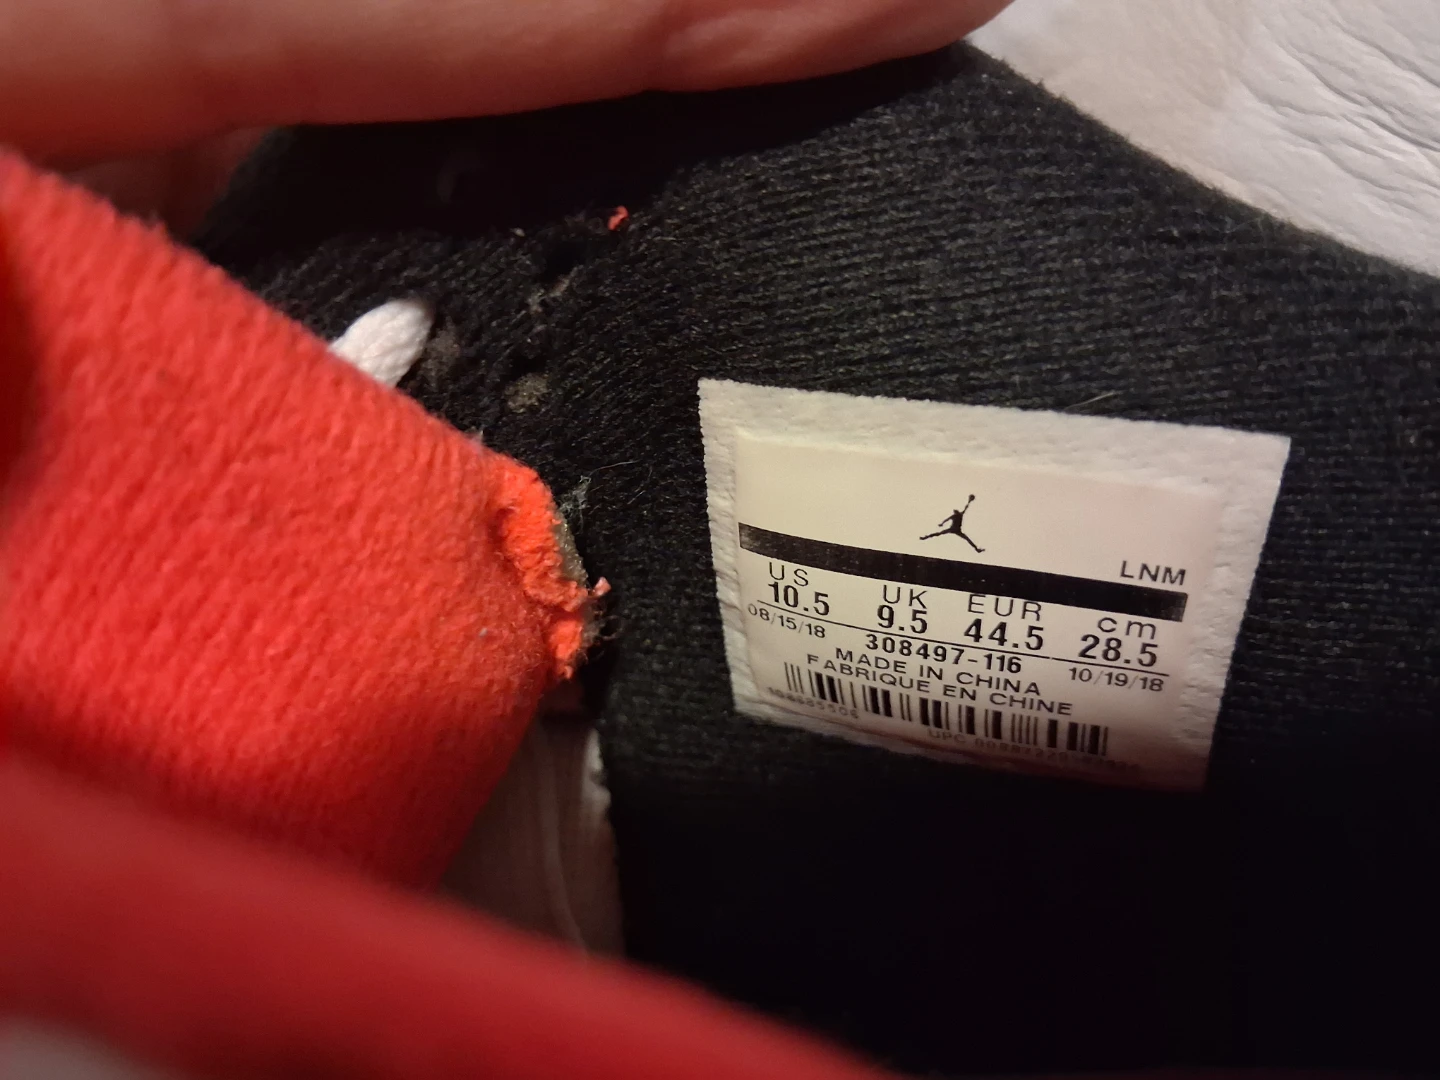 LNM
US UK EUR cm
10.5 9.5 44.5 28.5
08/15/18 308497-116 10/19/18
MADE IN CHINA
FABRIQUE EN CHINE
UPC